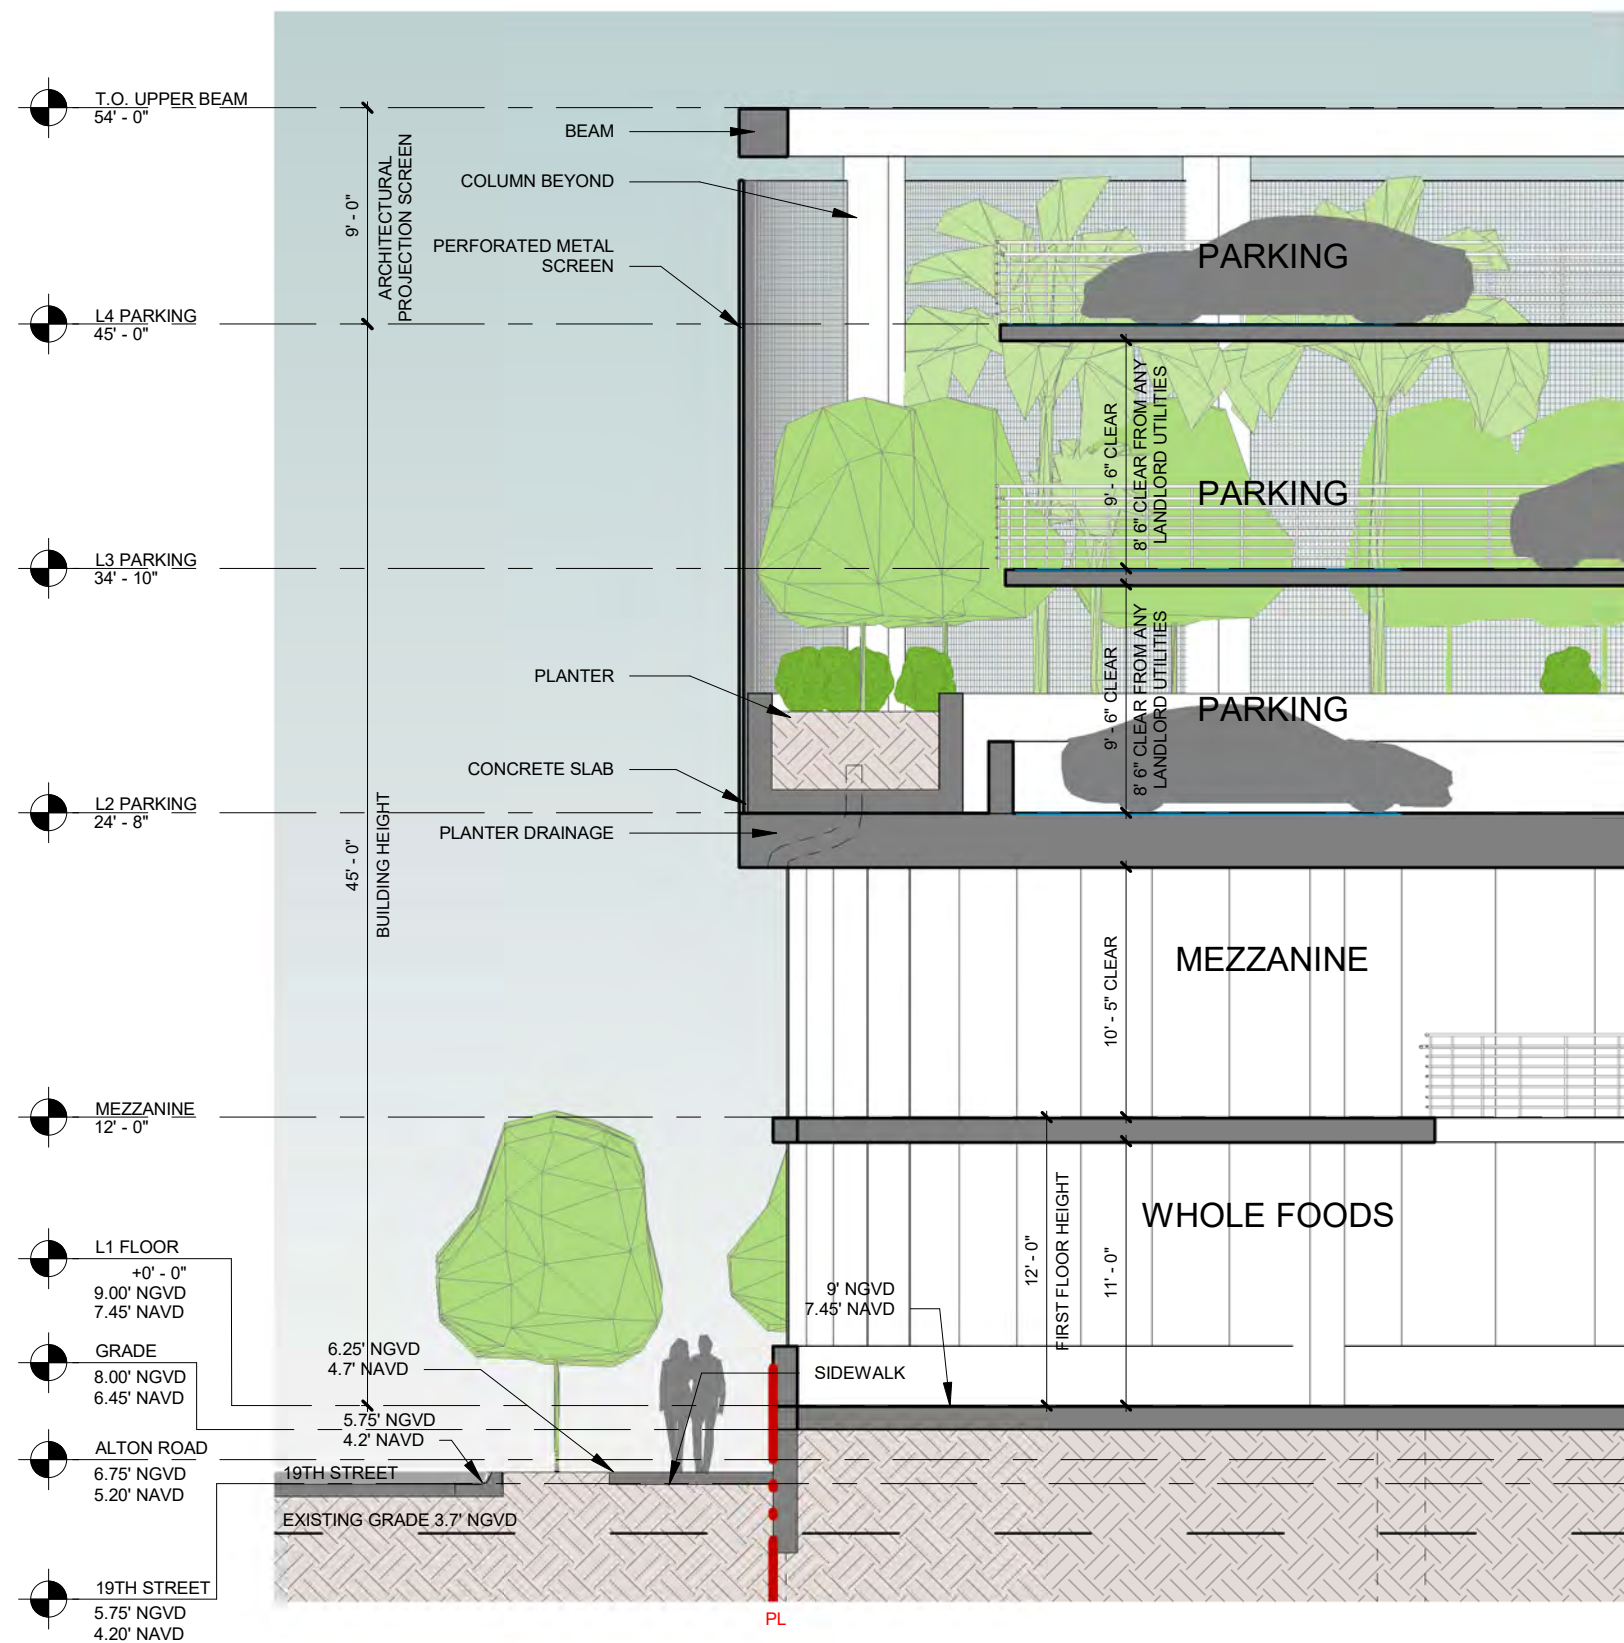 T.O. UPPER BEAM
54' - 0"
BEAM
COLUMN BEYOND
PERFORATED METAL
SCREEN
9' - 0"
ARCHITECTURAL
PROJECTION SCREEN
PARKING
L4 PARKING
45' - 0"
9' - 6" CLEAR
8' 6" CLEAR FROM ANY
LANDLORD UTILITIES
PARKING
L3 PARKING
34' - 10"
PLANTER
9' - 6" CLEAR
8' 6" CLEAR FROM ANY
LANDLORD UTILITIES
PARKING
CONCRETE SLAB
L2 PARKING
24' - 8"
PLANTER DRAINAGE
45' - 0"
BUILDING HEIGHT
10' - 5" CLEAR
MEZZANINE
MEZZANINE
12' - 0"
WHOLE FOODS
12' - 0"
FIRST FLOOR HEIGHT
11' - 0"
L1 FLOOR
+0' - 0"
9.00' NGVD
7.45' NAVD
9' NGVD
7.45' NAVD
GRADE
8.00' NGVD
6.45' NAVD
6.25' NGVD
4.7' NAVD
SIDEWALK
5.75' NGVD
4.2' NAVD
ALTON ROAD
6.75' NGVD
5.20' NAVD
19TH STREET
EXISTING GRADE 3.7' NGVD
19TH STREET
5.75' NGVD
4.20' NAVD
PL